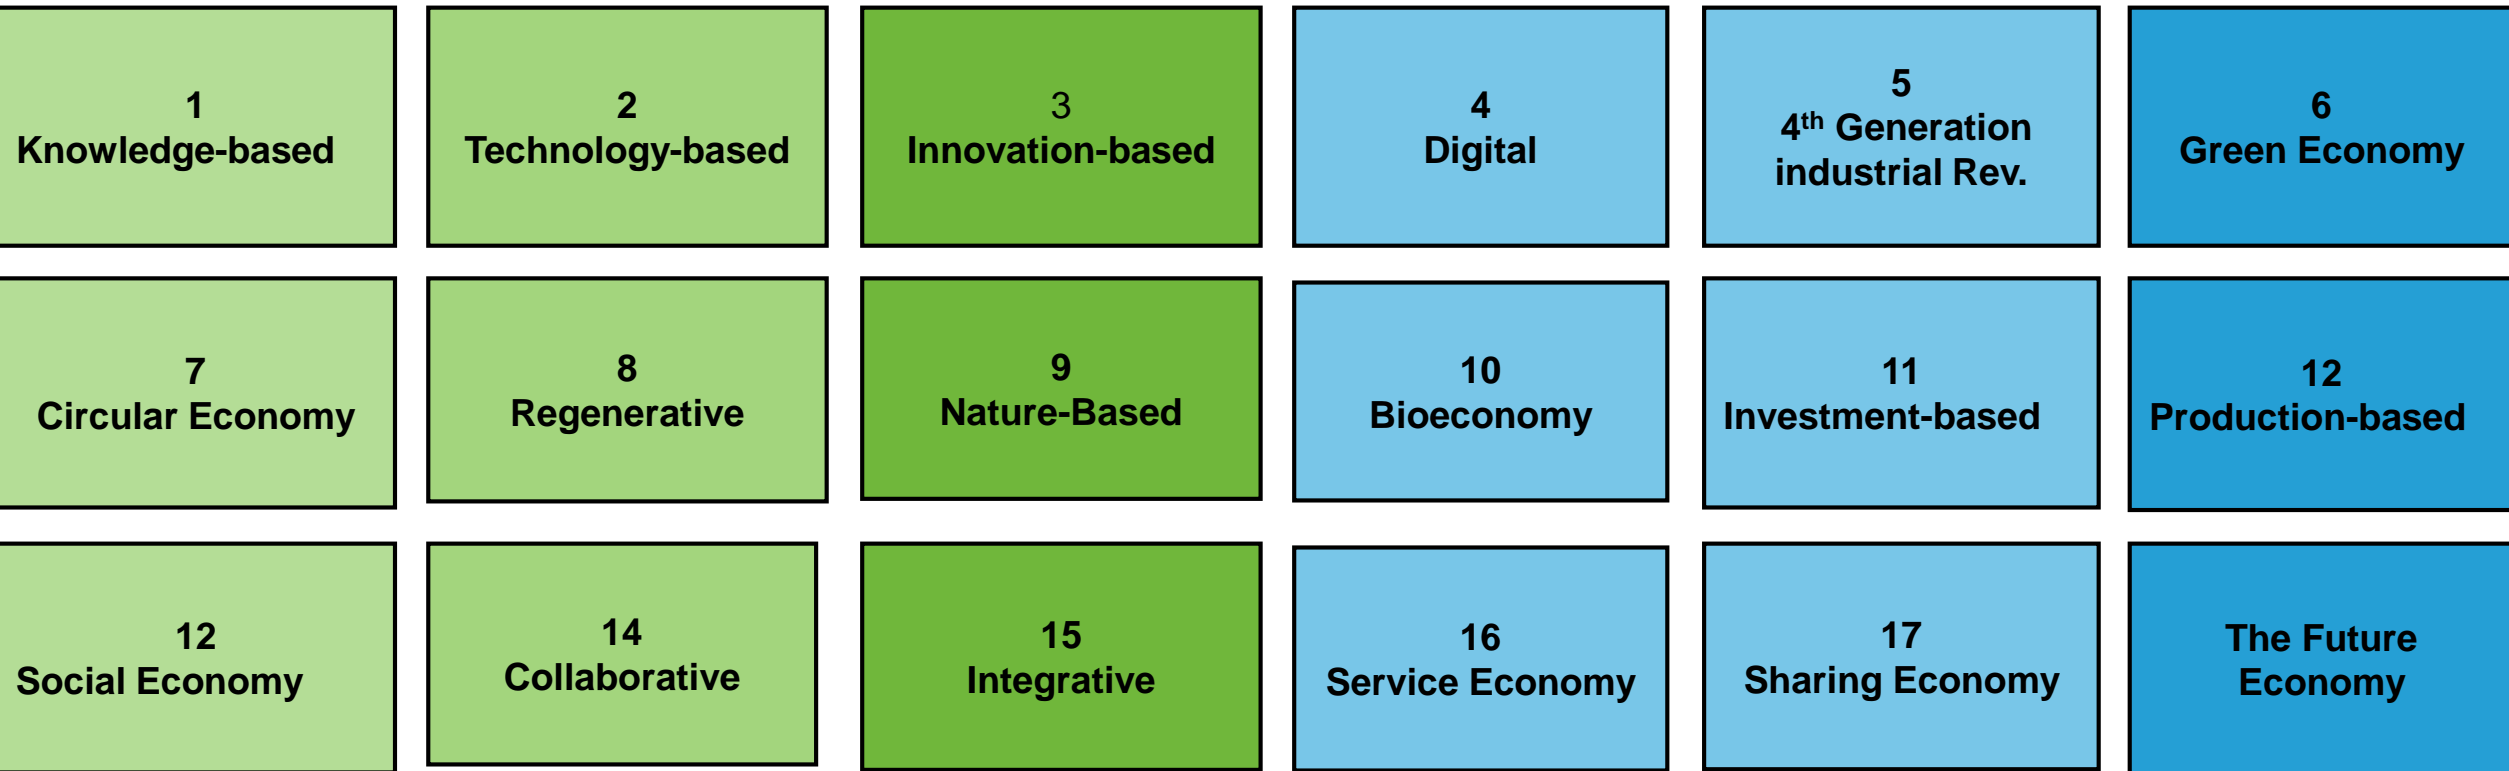 1
Knowledge-based
2
Technology-based
3
Innovation-based
4
Digital
5
4th Generation
industrial Rev.
6
Green Economy
7
Circular Economy
8
Regenerative
9
Nature-Based
10
Bioeconomy
11
Investment-based
12
Production-based
12
Social Economy
14
Collaborative
15
Integrative
16
Service Economy
17
Sharing Economy
The Future
Economy